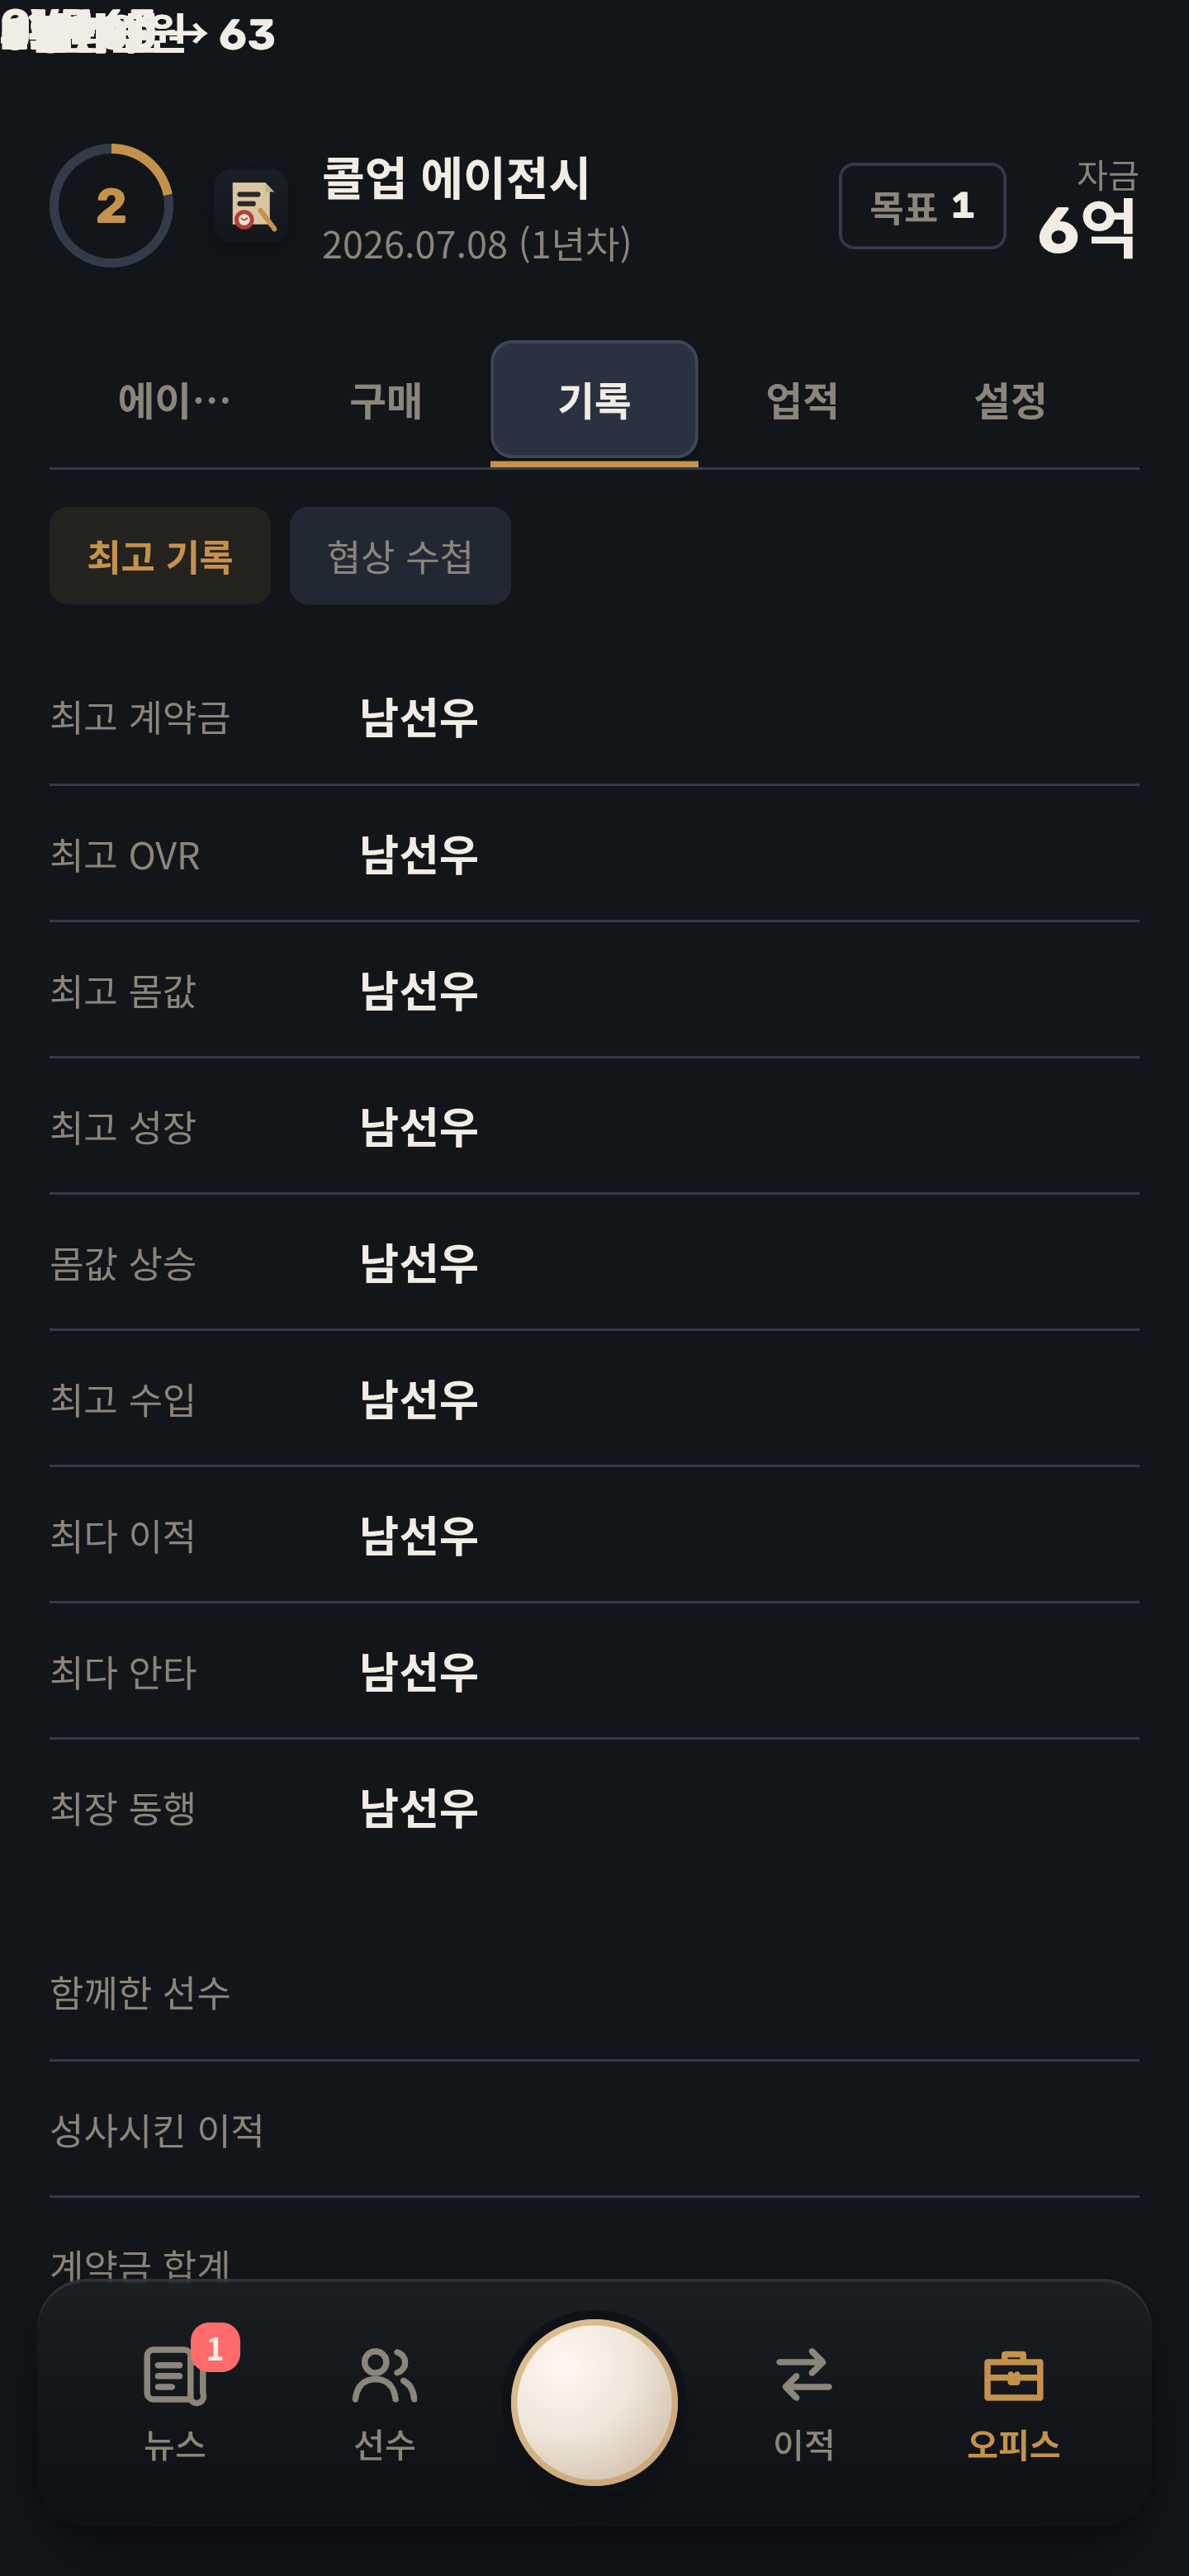 → 63
2
콜업 에이전시
2026.07.08 (1년차)
목표 1
자금
6억
에이…
구매
기록
업적
설정
최고 기록
협상 수첩
최고 계약금 남선우
최고 OVR 남선우
최고 몸값 남선우
최고 성장 남선우
몸값 상승 남선우
최고 수입 남선우
최다 이적 남선우
최다 안타 남선우
최장 동행 남선우
함께한 선수
성사시킨 이적
계약금 합계
1
뉴스
선수
이적
오피스